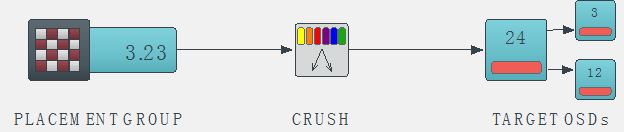 3.23
24
3
12
PLACEMENT GROUP
CRUSH
TARGET OSDs